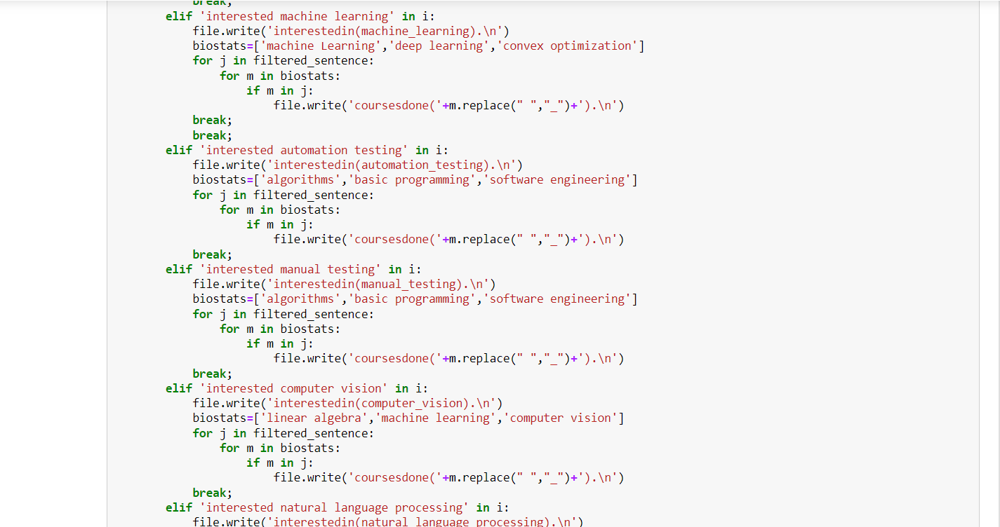 break;
elif 'interested machine learning' in i:
file.write('interestedin(machine_learning).\n')
biostats=['machine Learning','deep learning','convex optimization']
for j in filtered_sentence:
for m in biostats:
if m in j:
file.write('coursesdone('+m.replace(" ","_")+').\n')
break;
break;
elif 'interested automation testing' in i:
file.write('interestedin(automation_testing).\n')
biostats=['algorithms','basic programming','software engineering']
for j in filtered_sentence:
for m in biostats:
if m in j:
file.write('coursesdone('+m.replace(" ","_")+').\n')
break;
elif 'interested manual testing' in i:
file.write('interestedin(manual_testing).\n')
biostats=['algorithms','basic programming','software engineering']
for j in filtered_sentence:
for m in biostats:
if m in j:
file.write('coursesdone('+m.replace(" ","_")+').\n')
break;
elif 'interested computer vision' in i:
file.write('interestedin(computer_vision).\n')
biostats=['linear algebra','machine learning','computer vision']
for j in filtered_sentence:
for m in biostats:
if m in j:
file.write('coursesdone('+m.replace(" ","_")+').\n')
break;
elif 'interested natural language processing' in i:
file.write('interestedin(natural_language_processing).\n')